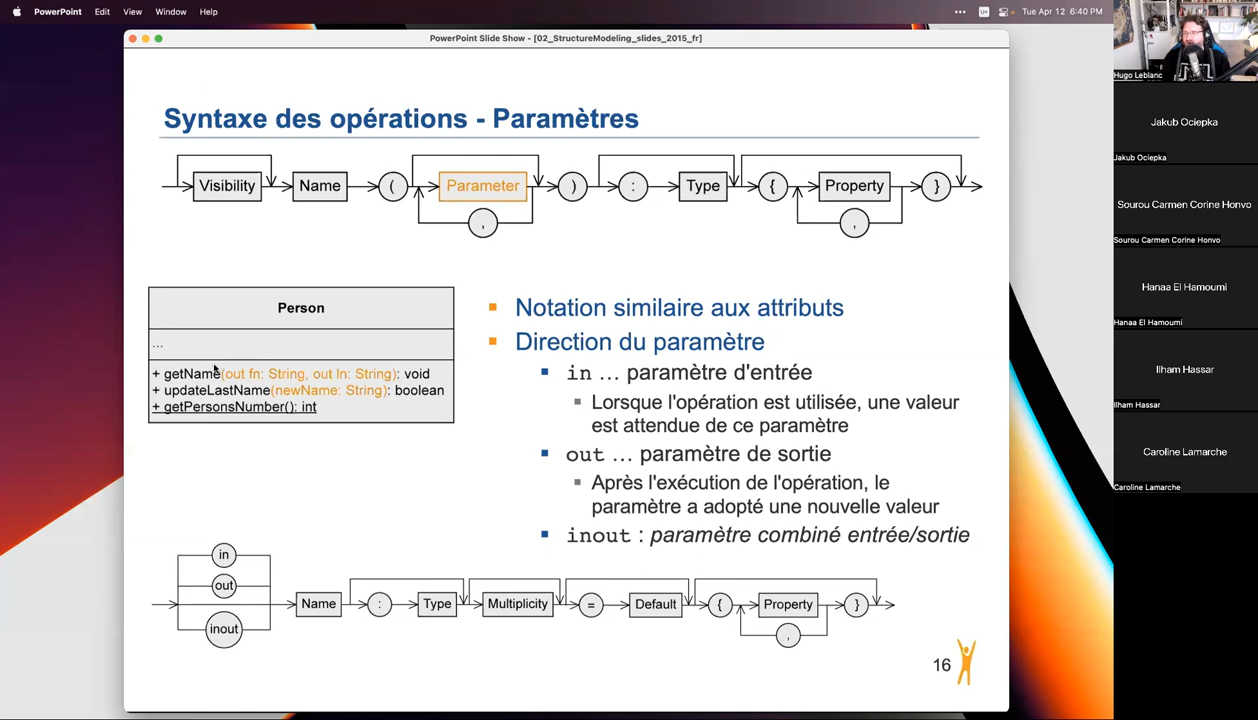 PowerPoint Edit View Window Help
Tue Apr 12 6:40 PM
PowerPoint Slide Show - [02_StructureModeling_slides_2015_fr]
Syntaxe des opérations - Paramètres
Visibility Name ( Parameter ) : Type { Property }
, ,
Person
...
+ getName(out fn: String, out ln: String): void
+ updateLastName(newName: String): boolean
+ getPersonsNumber(): int
Notation similaire aux attributs
Direction du paramètre
in … paramètre d'entrée
Lorsque l'opération est utilisée, une valeur
est attendue de ce paramètre
out … paramètre de sortie
Après l'exécution de l'opération, le
paramètre a adopté une nouvelle valeur
inout : paramètre combiné entrée/sortie
in
out
inout
Name : Type Multiplicity = Default { Property }
,
16
Hugo Leblanc
Jakub Ociepka
Jakub Ociepka
Sourou Carmen Corine Honvo
Sourou Carmen Corine Honvo
Hanaa El Hamoumi
Hanaa El Hamoumi
Ilham Hassar
Ilham Hassar
Caroline Lamarche
Caroline Lamarche